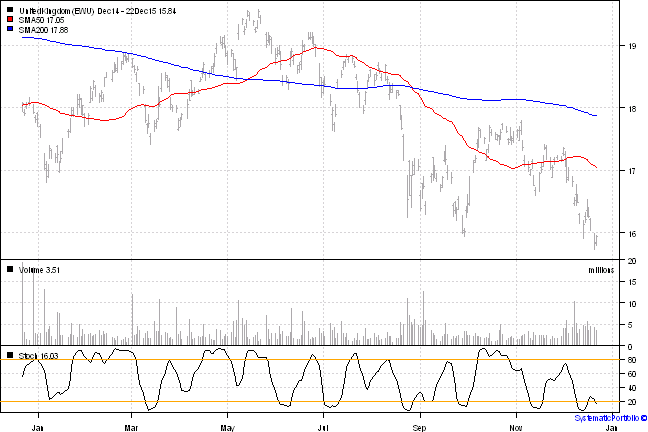 UnitedKingdom (EWU) Dec14 - 22Dec15 15.84
SMA50 17.05
SMA200 17.88
19
18
17
16
Volume 3.51
millions
20
15
10
5
0
Stoch 16.03
80
60
40
20
Jan Mar May Jul Sep Nov Jan
SystematicPortfolio ©